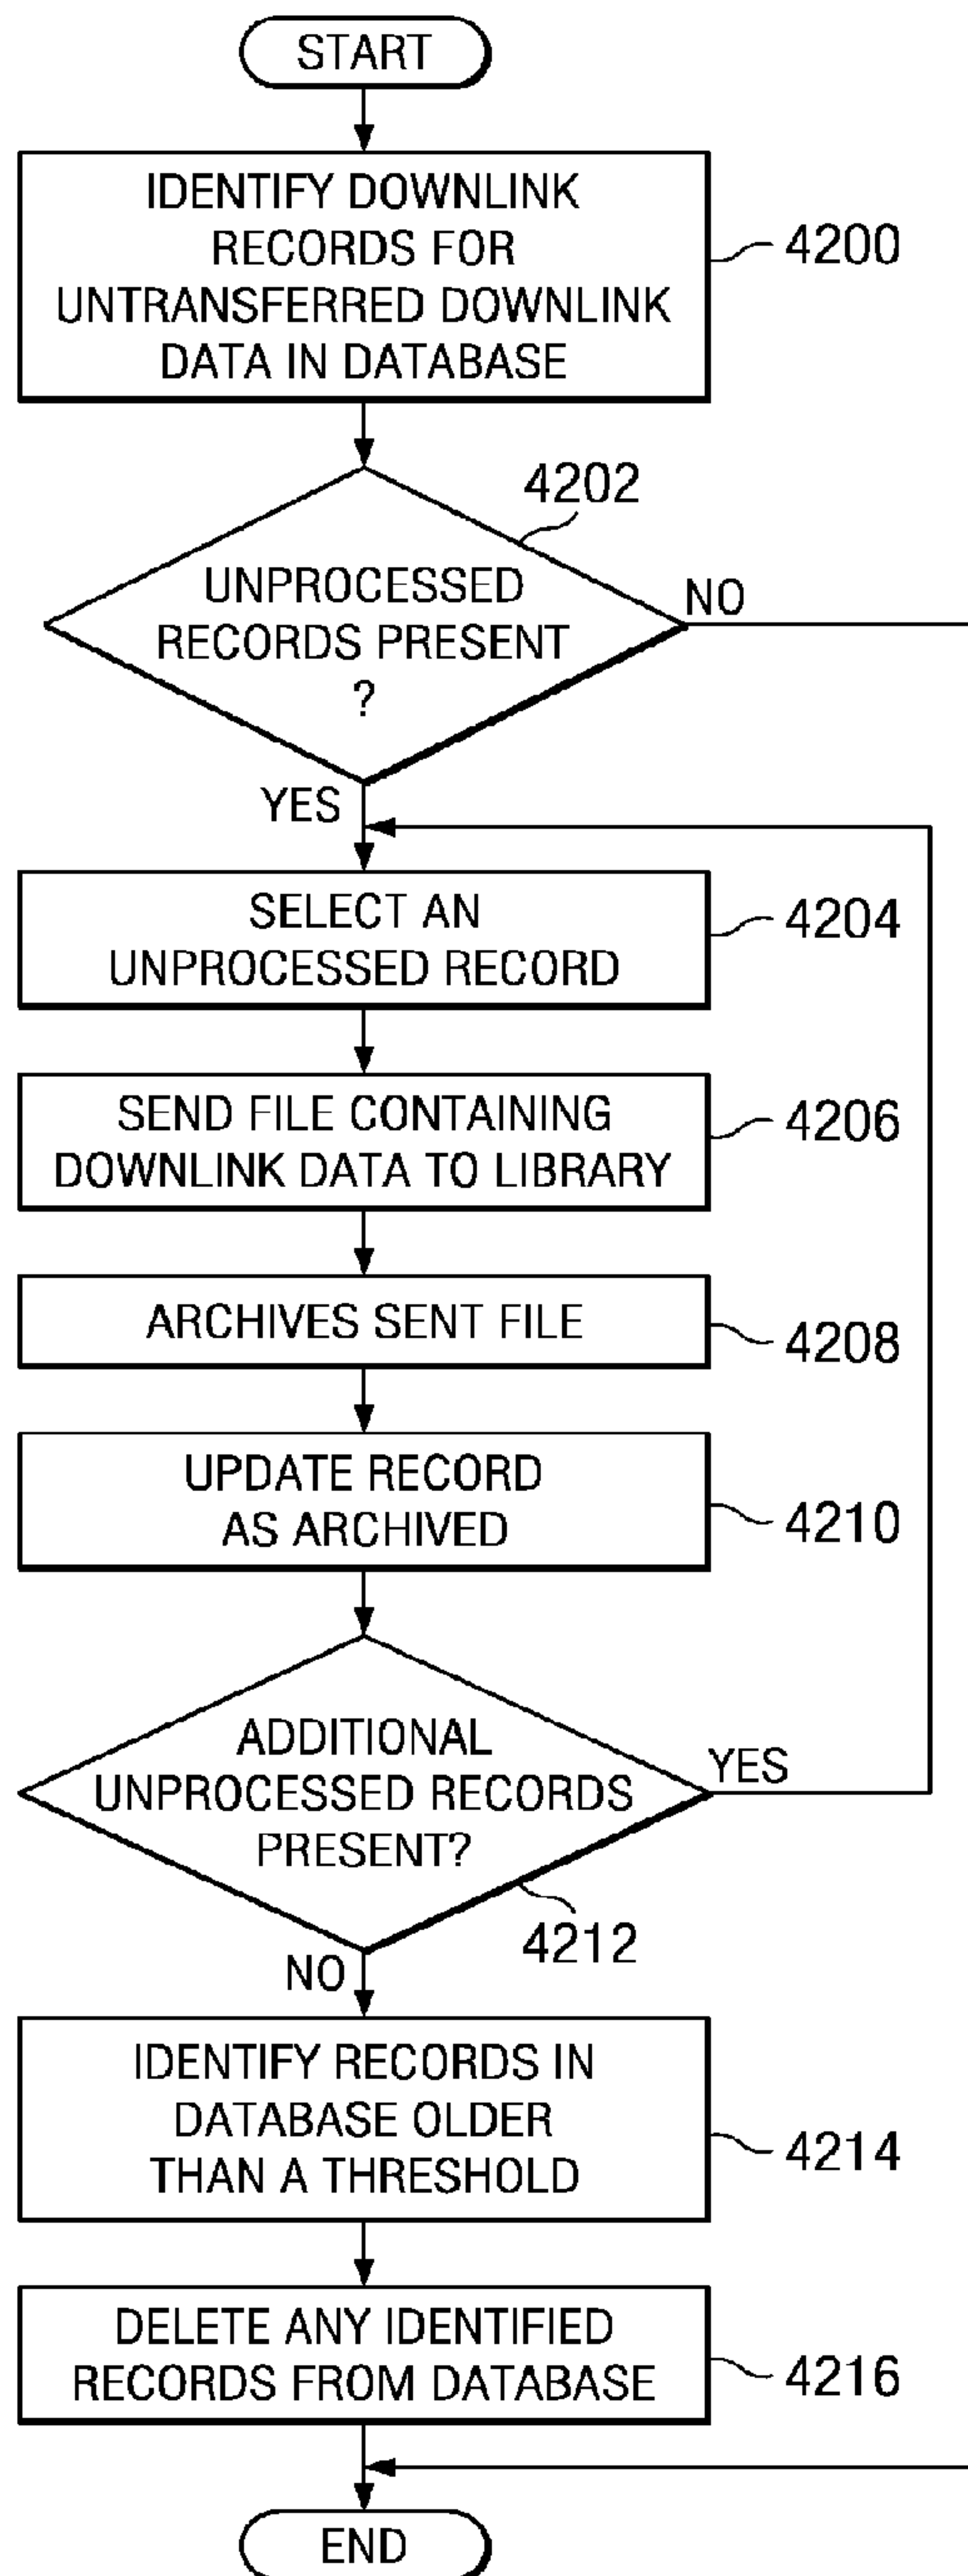 START
IDENTIFY DOWNLINK
RECORDS FOR
UNTRANSFERRED DOWNLINK
DATA IN DATABASE
4200
4202
UNPROCESSED
RECORDS PRESENT
?
NO
YES
SELECT AN
UNPROCESSED RECORD
4204
SEND FILE CONTAINING
DOWNLINK DATA TO LIBRARY
4206
ARCHIVES SENT FILE
4208
UPDATE RECORD
AS ARCHIVED
4210
ADDITIONAL
UNPROCESSED RECORDS
PRESENT?
YES
4212
NO
IDENTIFY RECORDS IN
DATABASE OLDER
THAN A THRESHOLD
4214
DELETE ANY IDENTIFIED
RECORDS FROM DATABASE
4216
END